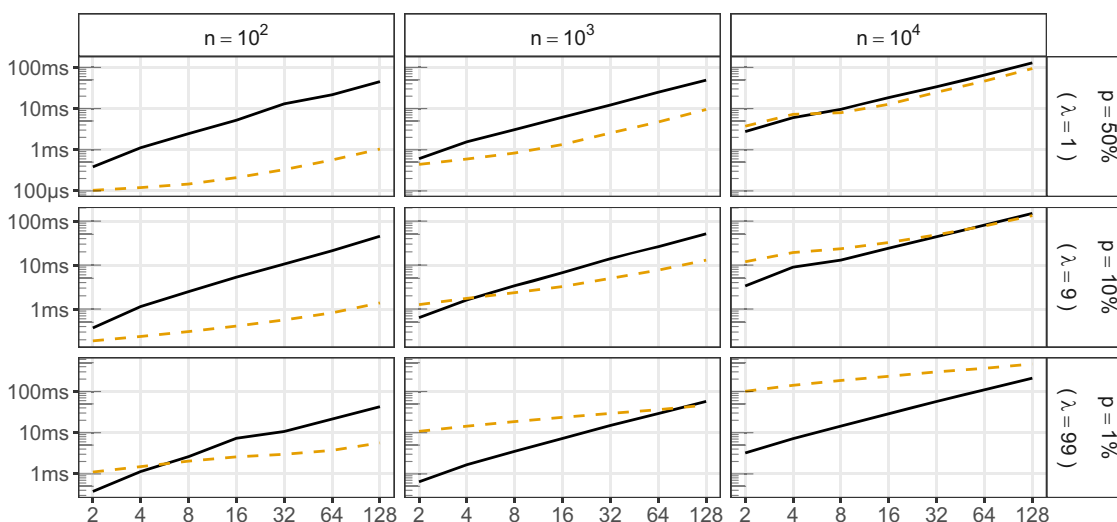 n = 10²
n = 10³
n = 10⁴
100ms
10ms
1ms
100µs
p = 50%
( λ = 1 )
100ms
10ms
1ms
p = 10%
( λ = 9 )
100ms
10ms
1ms
p = 1%
( λ = 99 )
2 4 8 16 32 64 128 2 4 8 16 32 64 128 2 4 8 16 32 64 128